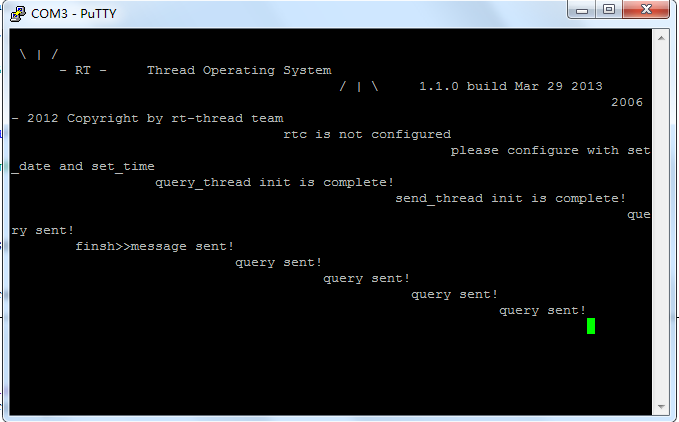 COM3 - PuTTY
\ | /
- RT -     Thread Operating System
/ | \     1.1.0 build Mar 29 2013
2006
- 2012 Copyright by rt-thread team
rtc is not configured
please configure with set
_date and set_time
query_thread init is complete!
send_thread init is complete!
que
ry sent!
finsh>>message sent!
query sent!
query sent!
query sent!
query sent!